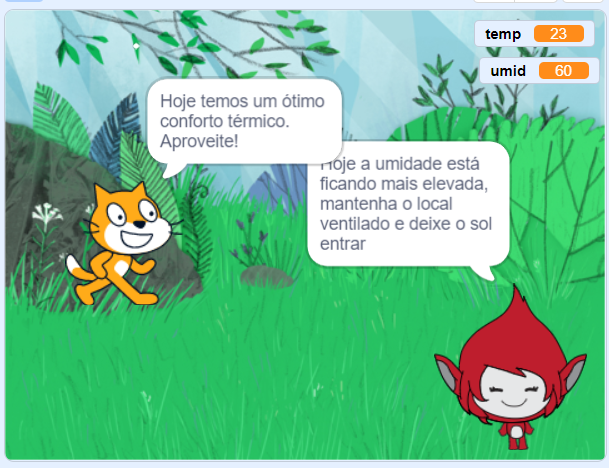 temp 23
umid 60
Hoje temos um ótimo
conforto térmico.
Aproveite!
Hoje a umidade está
ficando mais elevada,
mantenha o local
ventilado e deixe o sol
entrar